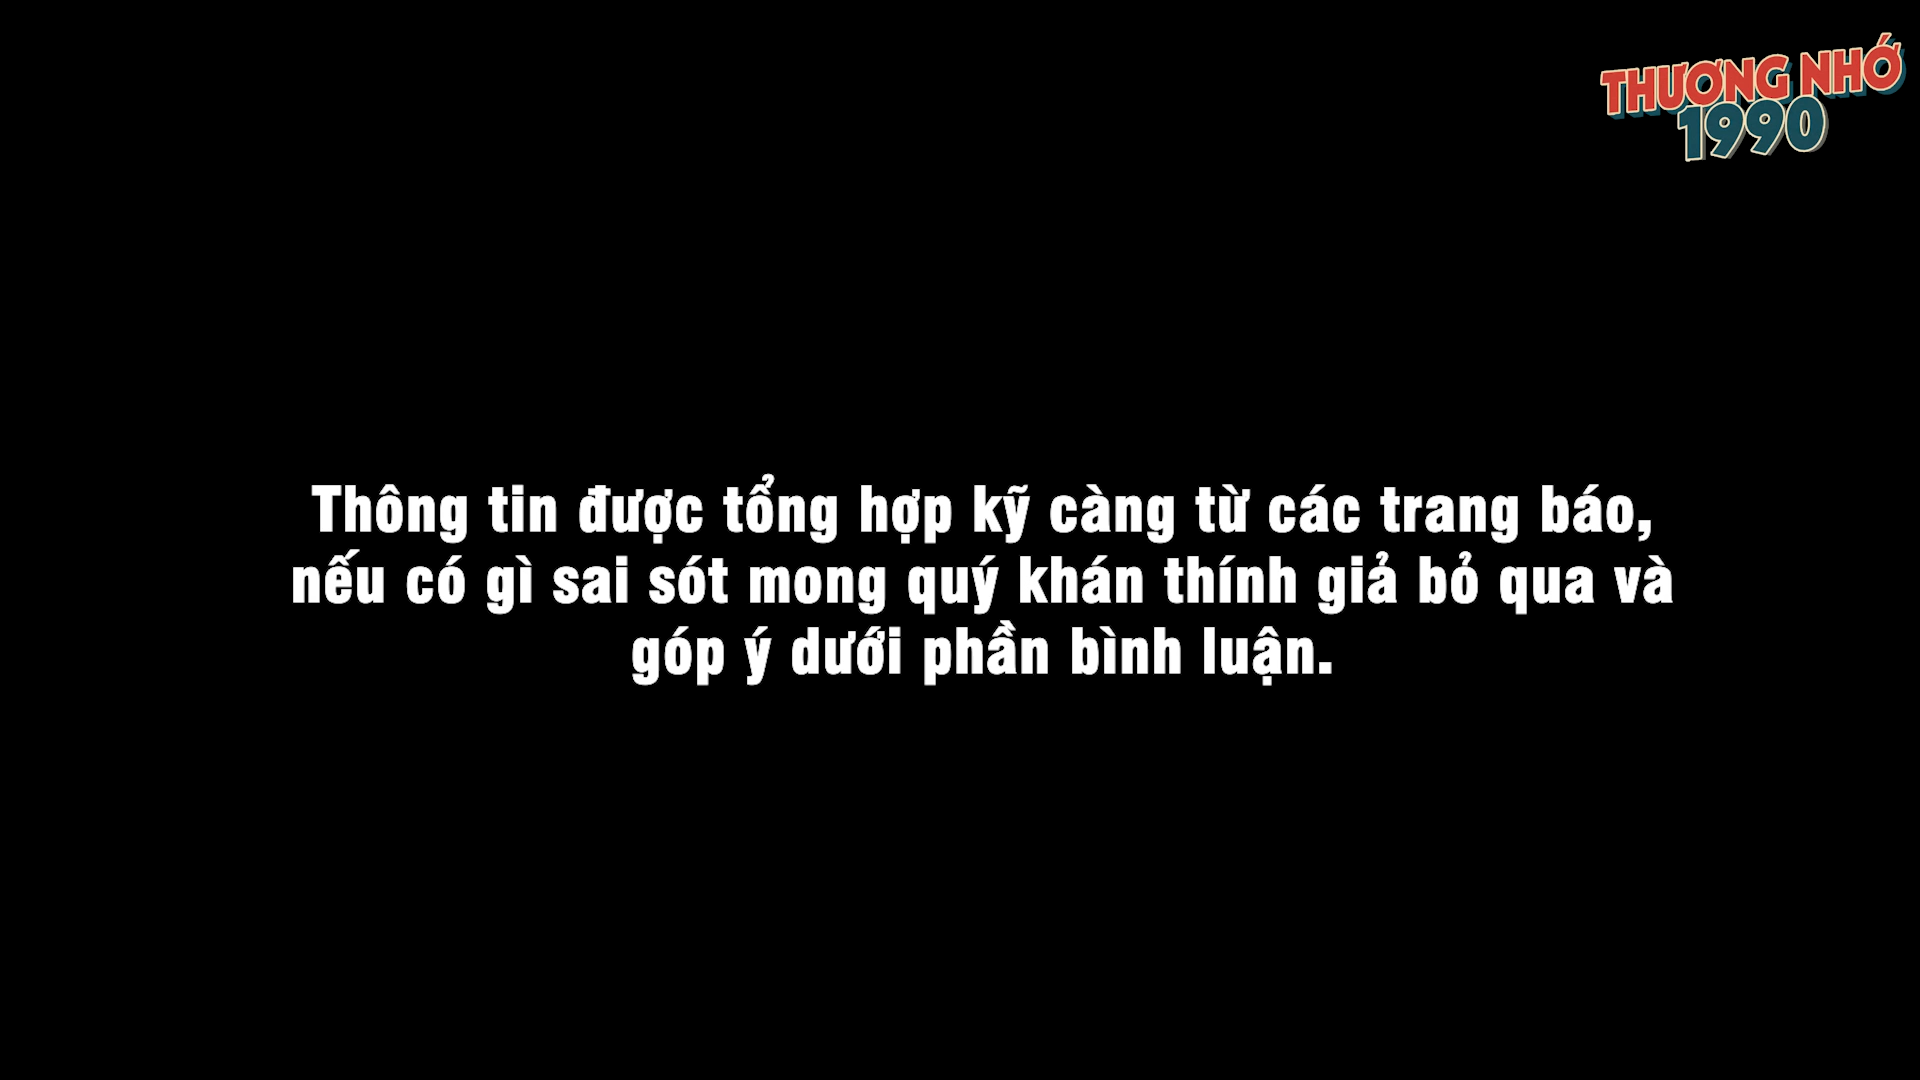 THƯƠNG NHỚ
1990
Thông tin được tổng hợp kỹ càng từ các trang báo,
nếu có gì sai sót mong quý khán thính giả bỏ qua và
góp ý dưới phần bình luận.